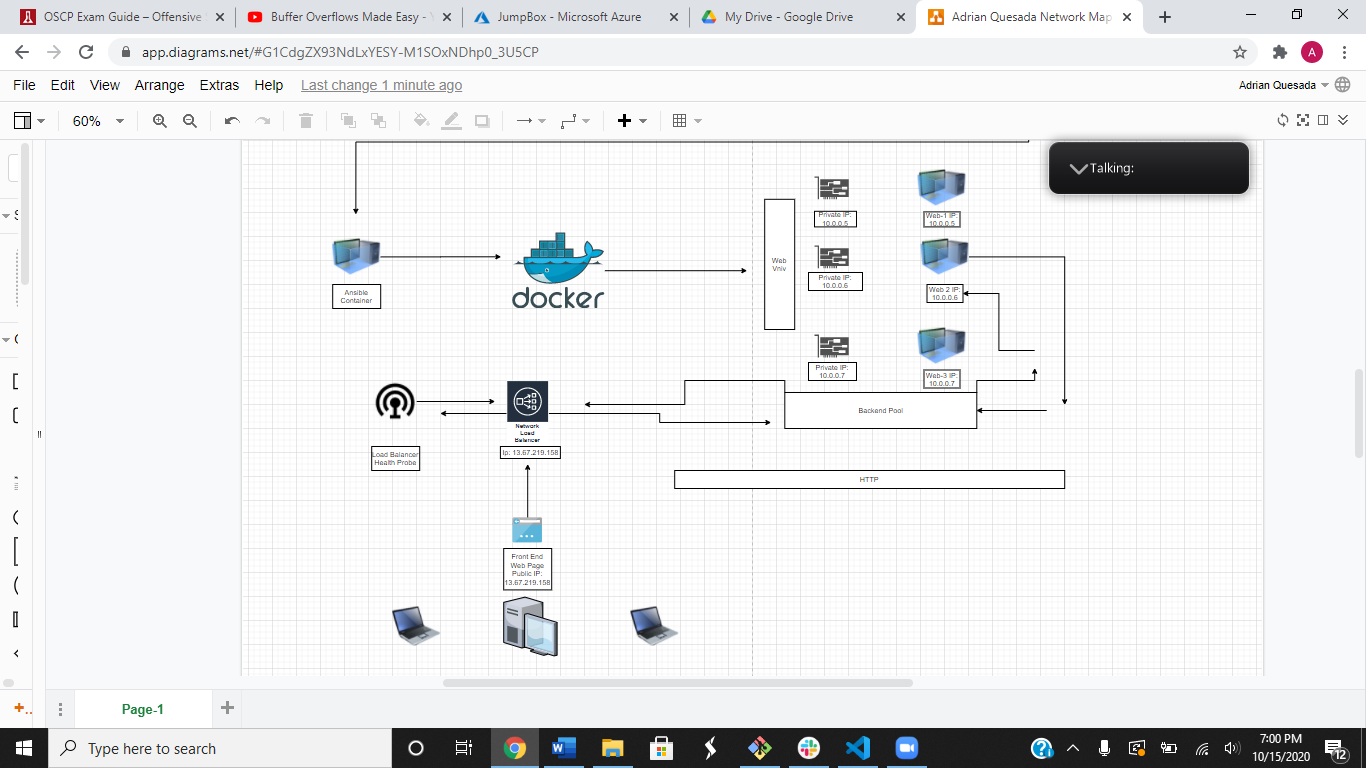 OSCP Exam Guide – Offensive
Buffer Overflows Made Easy -
JumpBox - Microsoft Azure
My Drive - Google Drive
Adrian Quesada Network Map
app.diagrams.net/#G1CdgZX93NdLxYESY-M1SOxNDhp0_3U5CP
A
File Edit View Arrange Extras Help Last change 1 minute ago
Adrian Quesada
60%
Talking:
Private IP:
10.0.0.5
Web-1 IP:
10.0.0.5
Web
Vniv
Private IP:
10.0.0.6
Web 2 IP:
10.0.0.6
Ansible
Container
docker
Private IP:
10.0.0.7
Web-3 IP:
10.0.0.7
Backend Pool
Network
Load
Balancer
Ip: 13.67.219.158
Load Balancer
Health Probe
HTTP
Front End
Web Page
Public IP:
13.67.219.158
Page-1
Type here to search
7:00 PM
10/15/2020
12